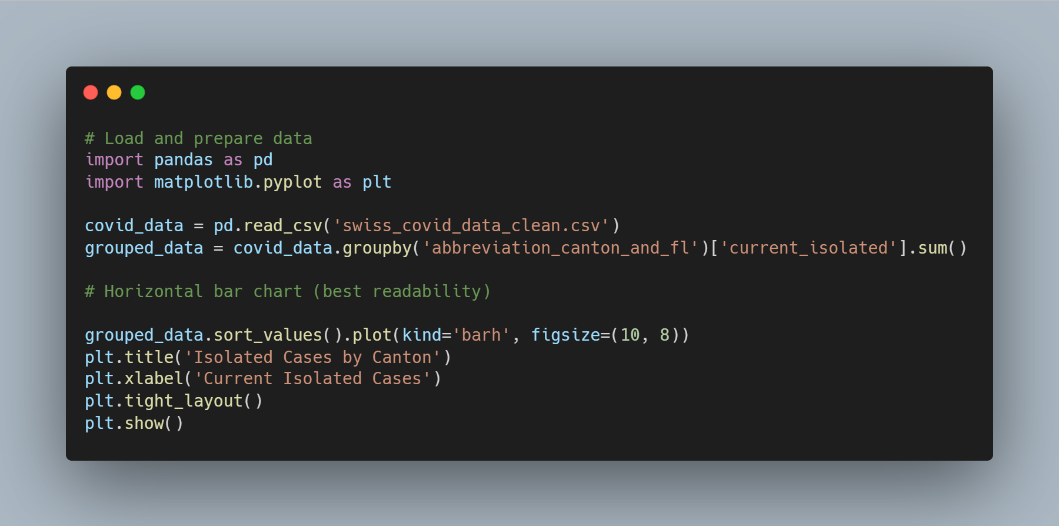 # Load and prepare data
import pandas as pd
import matplotlib.pyplot as plt
covid_data = pd.read_csv('swiss_covid_data_clean.csv')
grouped_data = covid_data.groupby('abbreviation_canton_and_fl')['current_isolated'].sum()
# Horizontal bar chart (best readability)
grouped_data.sort_values().plot(kind='barh', figsize=(10, 8))
plt.title('Isolated Cases by Canton')
plt.xlabel('Current Isolated Cases')
plt.tight_layout()
plt.show()